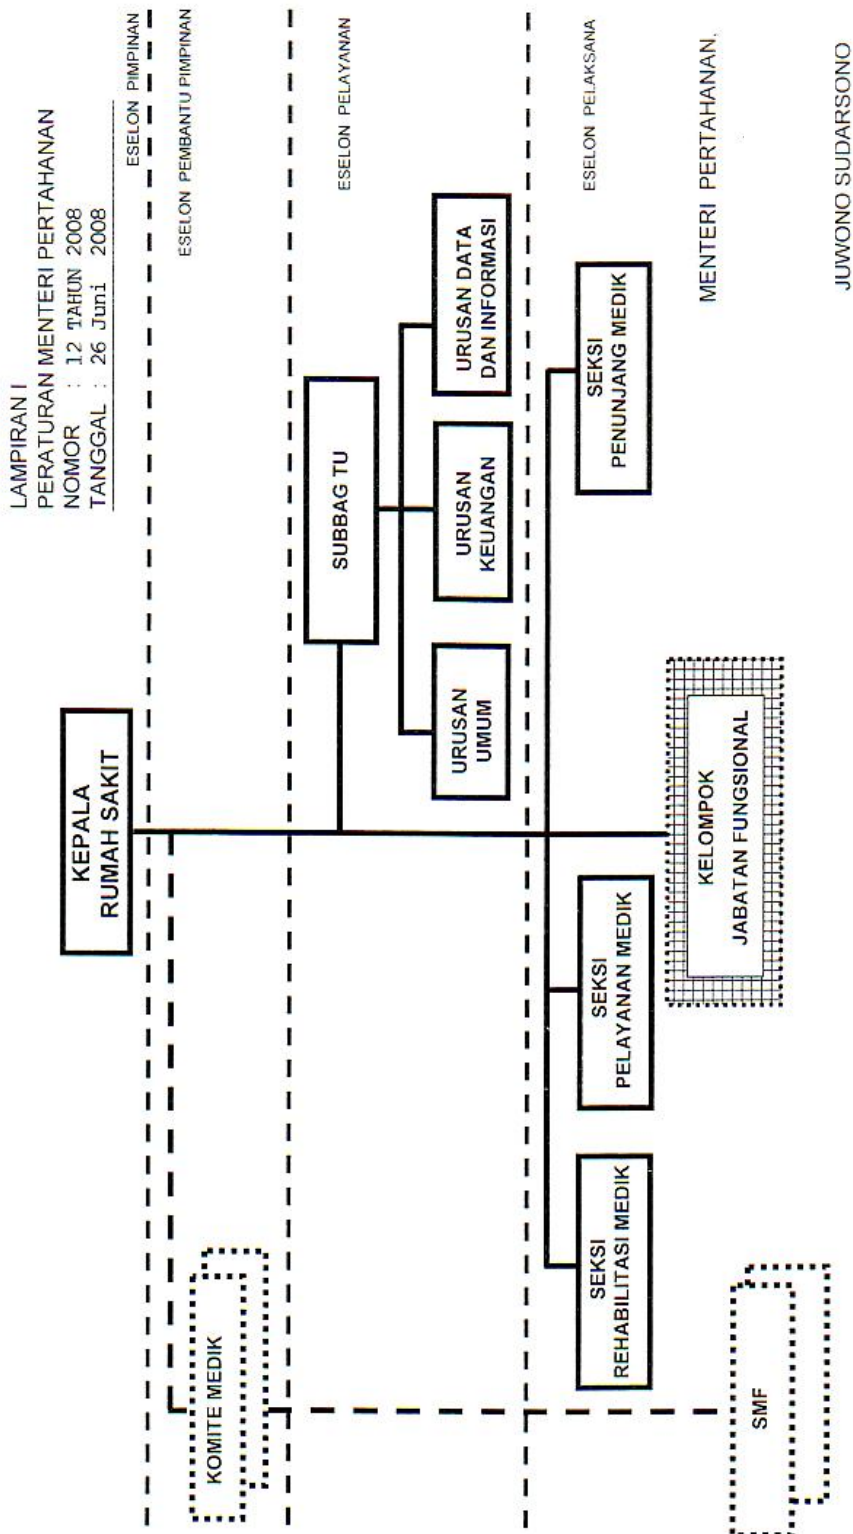 LAMPIRAN I
PERATURAN MENTERI PERTAHANAN
NOMOR : 12 TAHUN 2008
TANGGAL : 26 Juni 2008
ESELON PIMPINAN
KEPALA
RUMAH SAKIT
ESELON PEMBANTU PIMPINAN
KOMITE MEDIK
ESELON PELAYANAN
SUBBAG TU
URUSAN
UMUM
URUSAN
KEUANGAN
URUSAN DATA
DAN INFORMASI
ESELON PELAKSANA
SEKSI
REHABILITASI MEDIK
SEKSI
PELAYANAN MEDIK
SEKSI
PENUNJANG MEDIK
KELOMPOK
JABATAN FUNGSIONAL
SMF
MENTERI PERTAHANAN,
JUWONO SUDARSONO